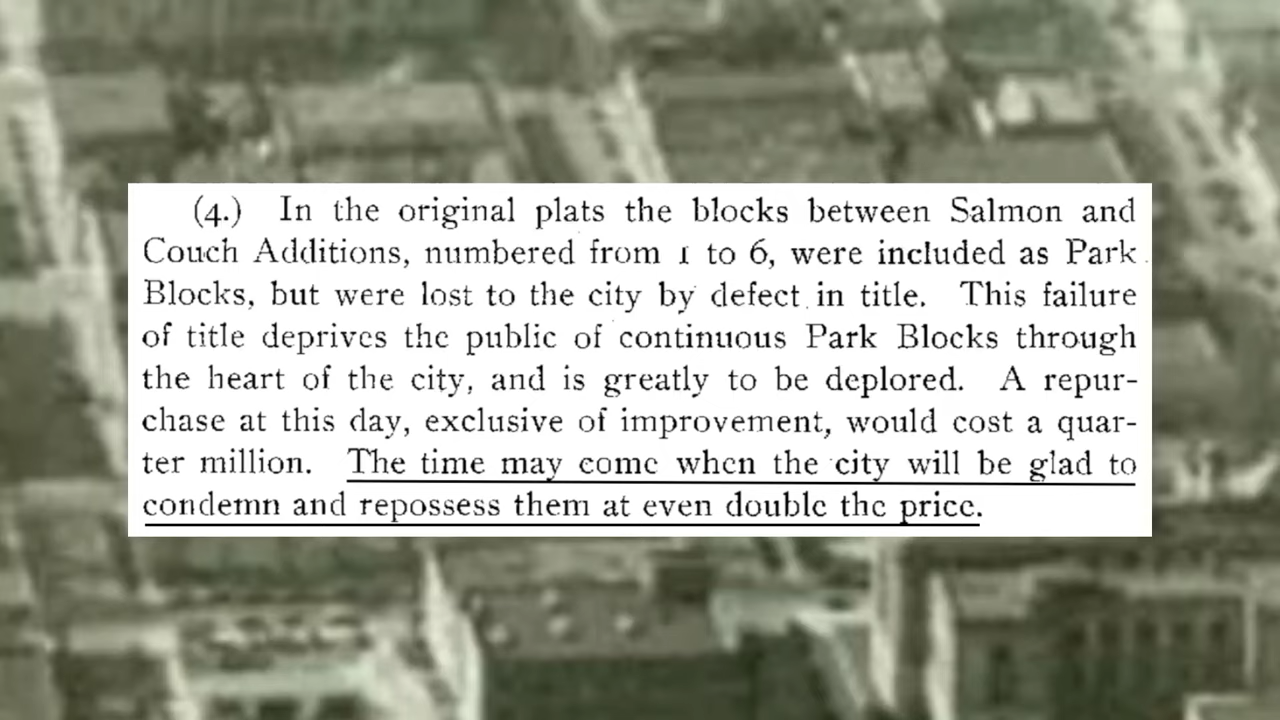 (4.) In the original plats the blocks between Salmon and
Couch Additions, numbered from 1 to 6, were included as Park
Blocks, but were lost to the city by defect in title. This failure
of title deprives the public of continuous Park Blocks through
the heart of the city, and is greatly to be deplored. A repur-
chase at this day, exclusive of improvement, would cost a quar-
ter million. The time may come when the city will be glad to
condemn and repossess them at even double the price.